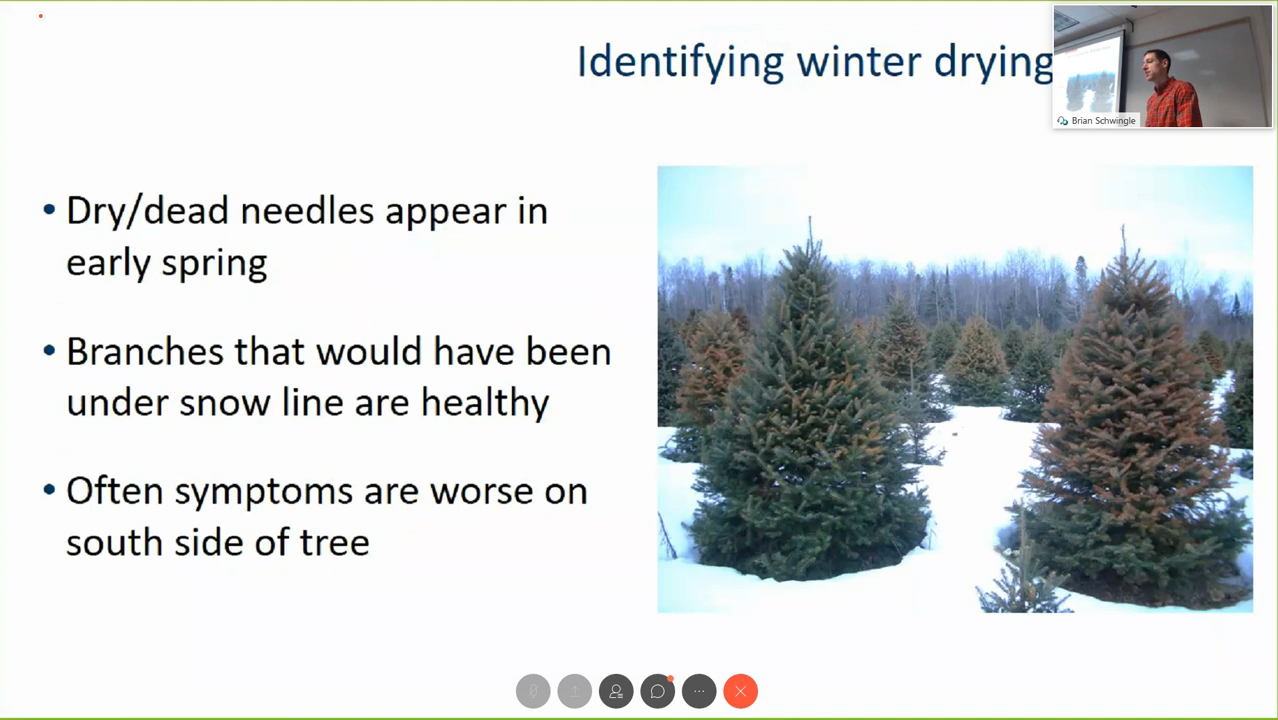 Identifying winter drying
Brian Schwingle
• Dry/dead needles appear in
early spring
• Branches that would have been
under snow line are healthy
• Often symptoms are worse on
south side of tree